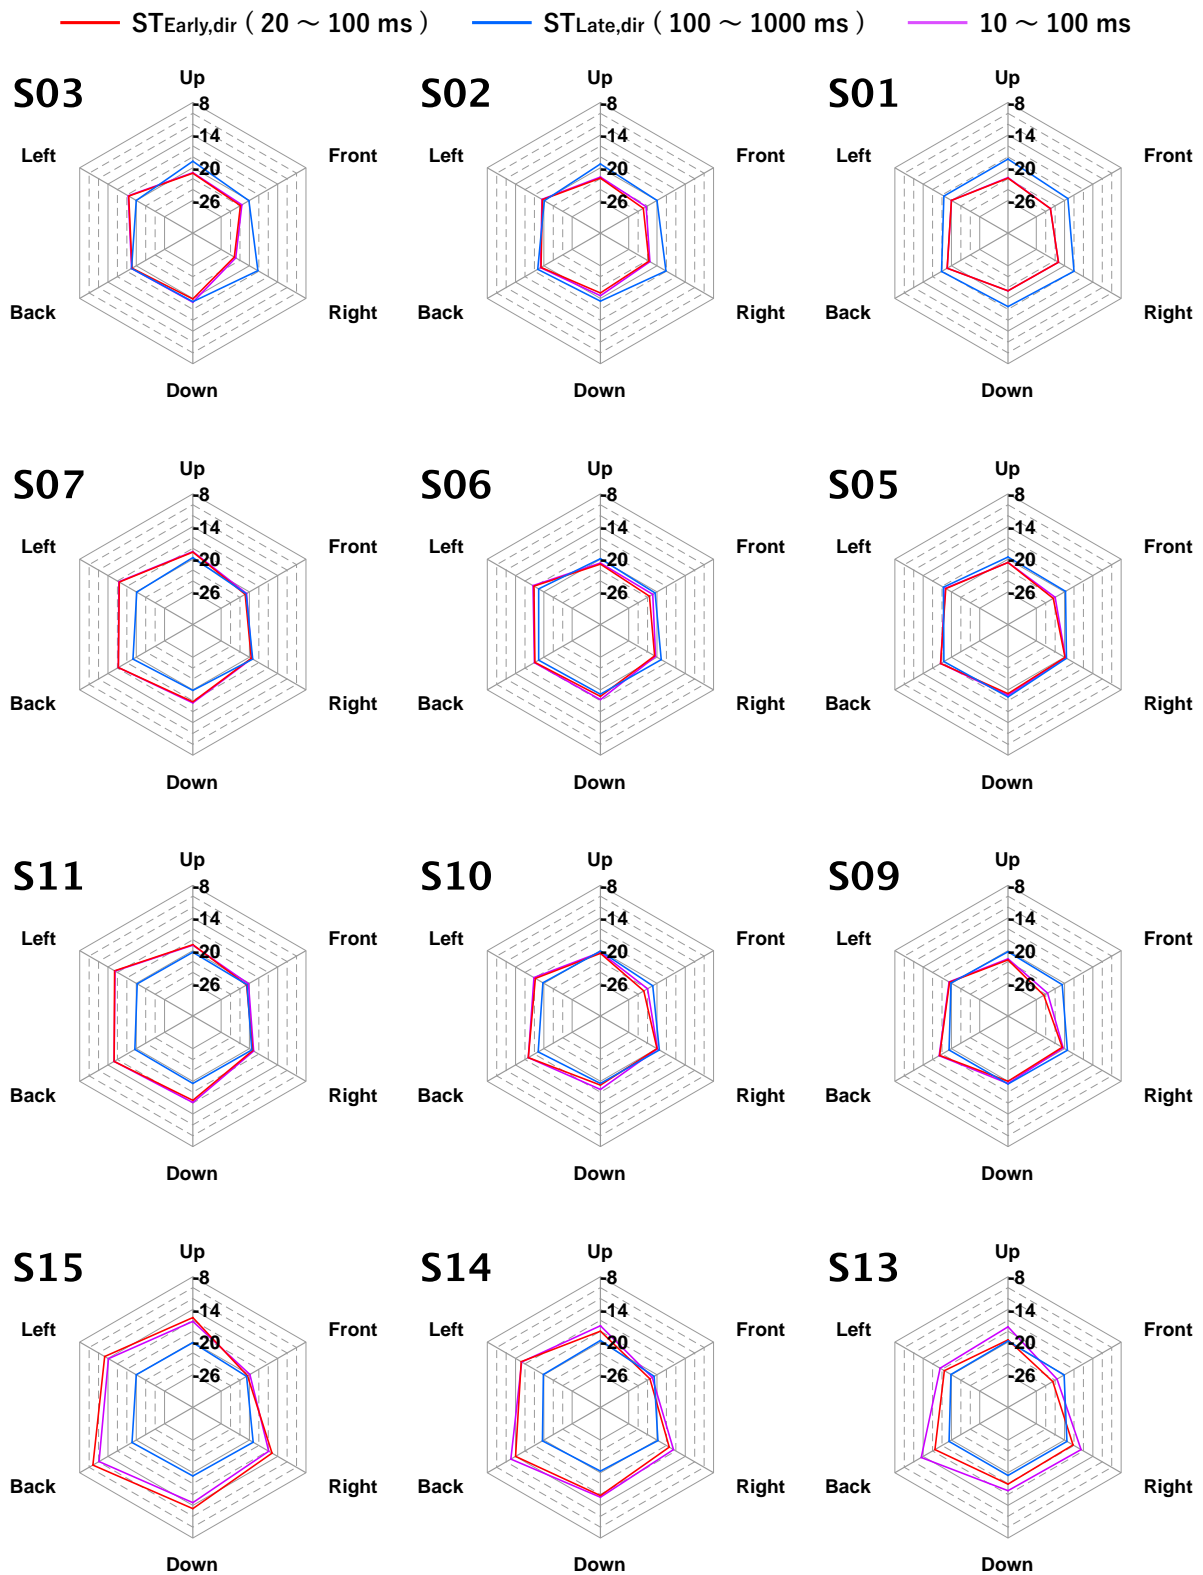 STEarly,dir ( 20 ～ 100 ms ) STLate,dir ( 100 ～ 1000 ms ) 10 ～ 100 ms
S03 Up S02 Up S01 Up
-8 -8 -8
-14 -14 -14
Left Front Left Front Left Front
-20 -20 -20
-26 -26 -26
Back Right Back Right Back Right
Down Down Down
S07 Up S06 Up S05 Up
-8 -8 -8
-14 -14 -14
Left Front Left Front Left Front
-20 -20 -20
-26 -26 -26
Back Right Back Right Back Right
Down Down Down
S11 Up S10 Up S09 Up
-8 -8 -8
-14 -14 -14
Left Front Left Front Left Front
-20 -20 -20
-26 -26 -26
Back Right Back Right Back Right
Down Down Down
S15 Up S14 Up S13 Up
-8 -8 -8
-14 -14 -14
Left Front Left Front Left Front
-20 -20 -20
-26 -26 -26
Back Right Back Right Back Right
Down Down Down